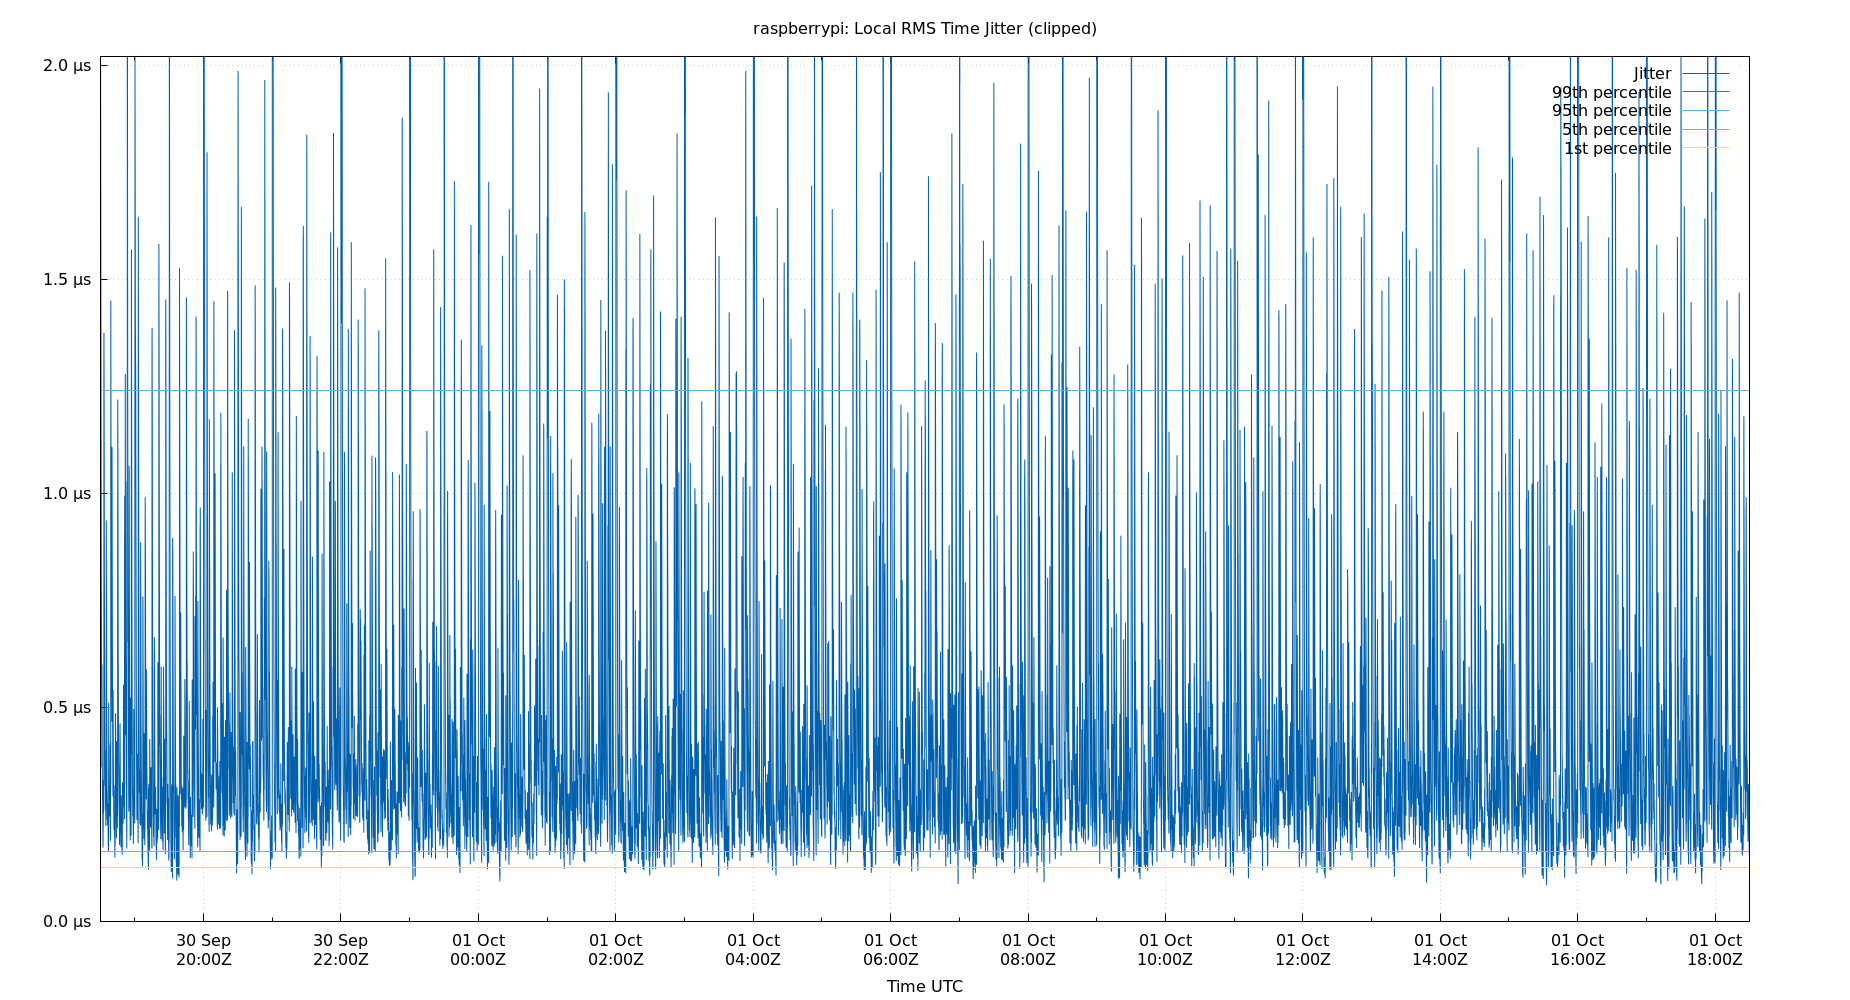 raspberrypi: Local RMS Time Jitter (clipped)
2.0 μs
1.5 μs
1.0 μs
0.5 μs
0.0 μs
Jitter
99th percentile
95th percentile
5th percentile
1st percentile
30 Sep 30 Sep 01 Oct 01 Oct 01 Oct 01 Oct 01 Oct 01 Oct 01 Oct 01 Oct 01 Oct 01 Oct
20:00Z 22:00Z 00:00Z 02:00Z 04:00Z 06:00Z 08:00Z 10:00Z 12:00Z 14:00Z 16:00Z 18:00Z
Time UTC